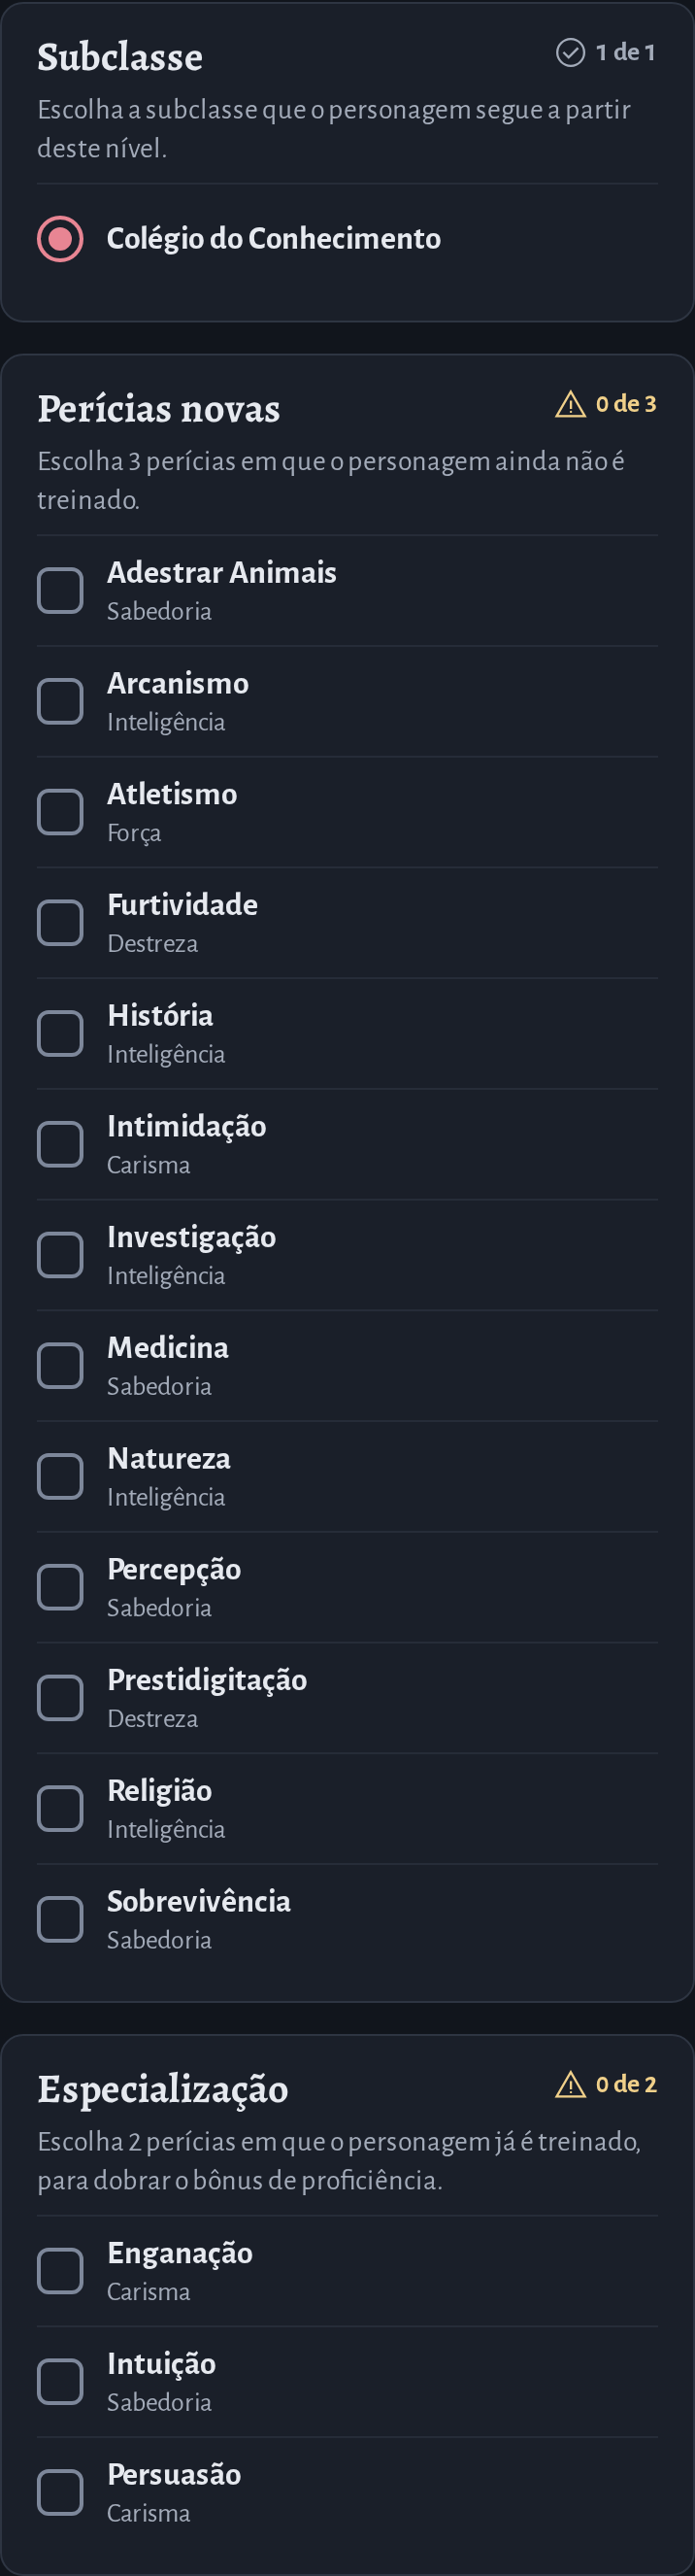 Subclasse
1 de 1
Escolha a subclasse que o personagem segue a partir
deste nível.
Colégio do Conhecimento
Perícias novas
0 de 3
Escolha 3 perícias em que o personagem ainda não é
treinado.
Adestrar Animais
Sabedoria
Arcanismo
Inteligência
Atletismo
Força
Furtividade
Destreza
História
Inteligência
Intimidação
Carisma
Investigação
Inteligência
Medicina
Sabedoria
Natureza
Inteligência
Percepção
Sabedoria
Prestidigitação
Destreza
Religião
Inteligência
Sobrevivência
Sabedoria
Especialização
0 de 2
Escolha 2 perícias em que o personagem já é treinado,
para dobrar o bônus de proficiência.
Enganação
Carisma
Intuição
Sabedoria
Persuasão
Carisma